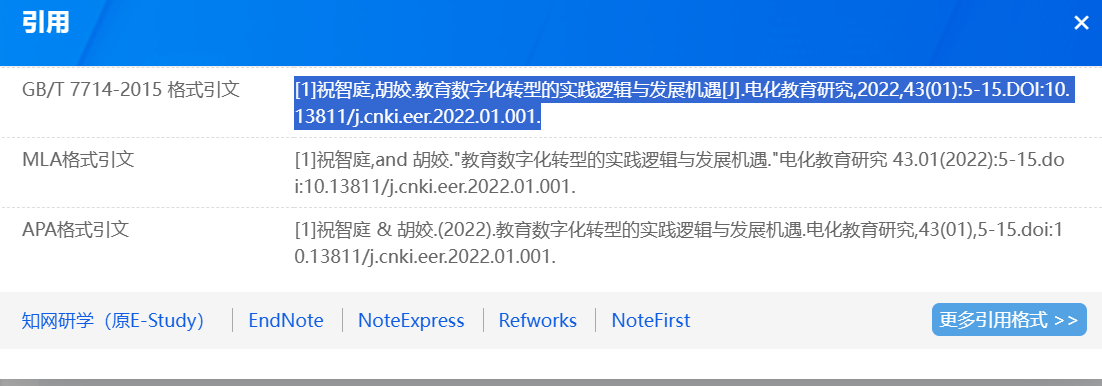 引用
GB/T 7714-2015 格式引文
[1]祝智庭,胡姣.教育数字化转型的实践逻辑与发展机遇[J].电化教育研究,2022,43(01):5-15.DOI:10.
13811/j.cnki.eer.2022.01.001.
MLA格式引文
[1]祝智庭,and 胡姣."教育数字化转型的实践逻辑与发展机遇."电化教育研究 43.01(2022):5-15.do
i:10.13811/j.cnki.eer.2022.01.001.
APA格式引文
[1]祝智庭 & 胡姣.(2022).教育数字化转型的实践逻辑与发展机遇.电化教育研究,43(01),5-15.doi:1
0.13811/j.cnki.eer.2022.01.001.
知网研学（原E-Study） EndNote NoteExpress Refworks NoteFirst 更多引用格式 >>